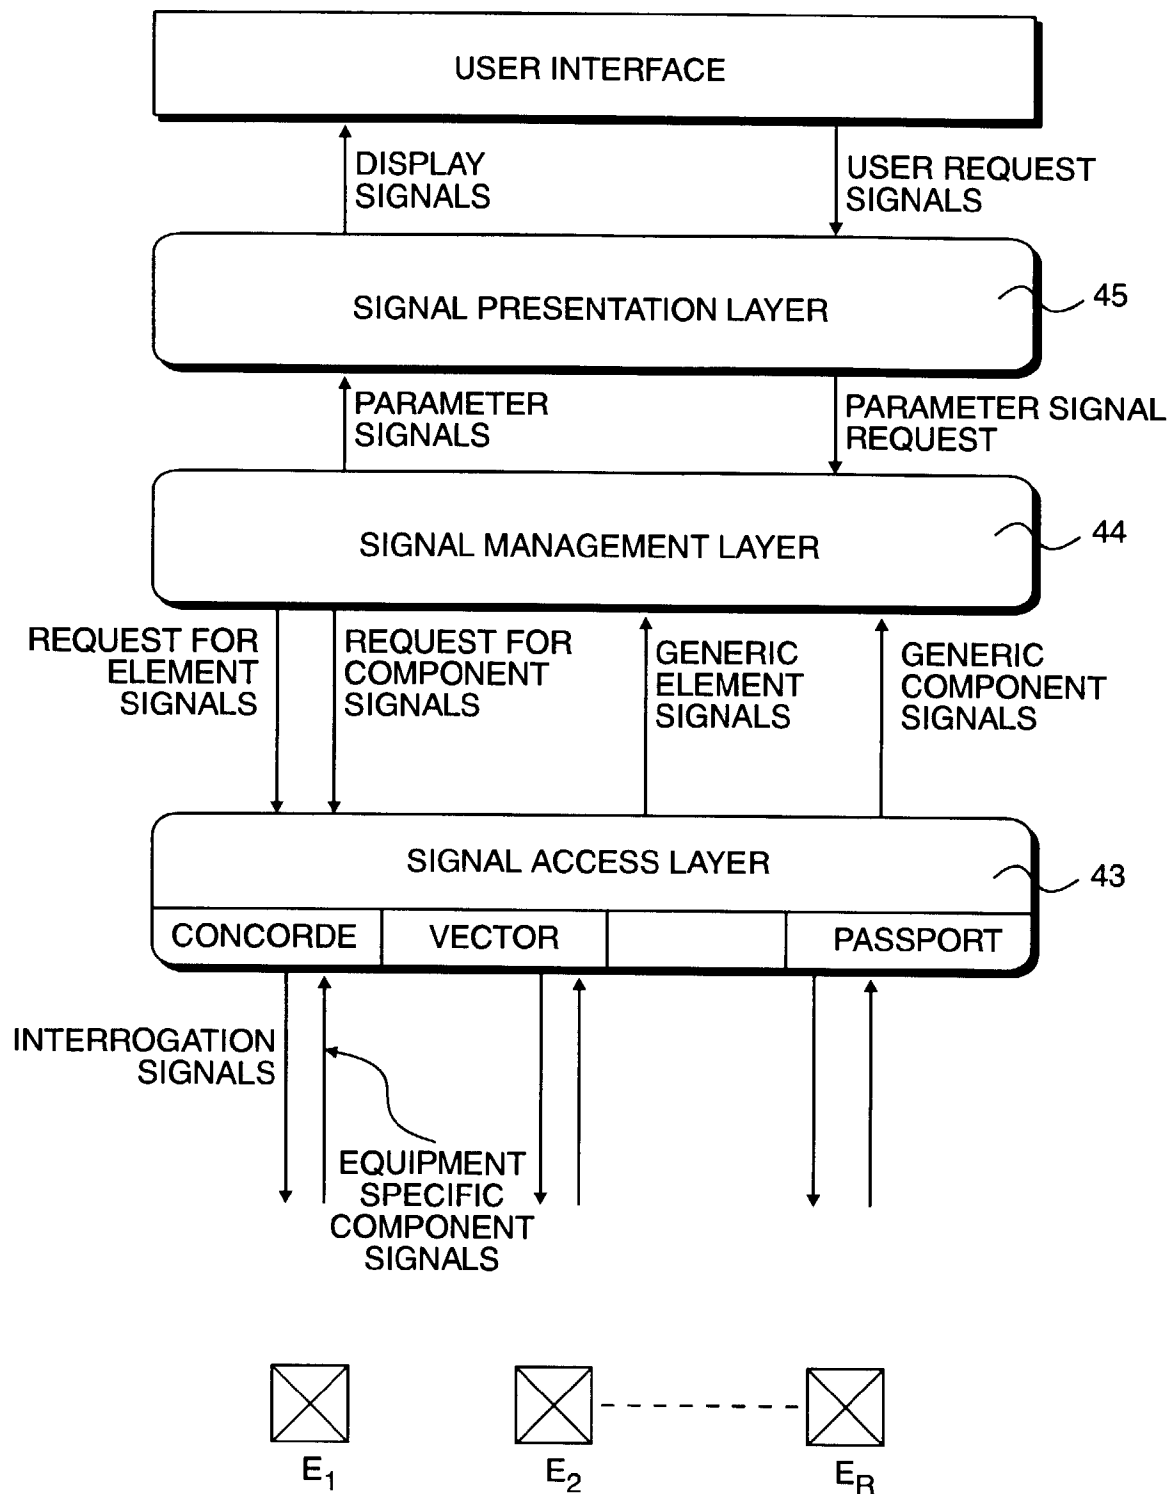 USER INTERFACE
DISPLAY
SIGNALS
USER REQUEST
SIGNALS
SIGNAL PRESENTATION LAYER
45
PARAMETER
SIGNALS
PARAMETER SIGNAL
REQUEST
SIGNAL MANAGEMENT LAYER
44
REQUEST FOR
ELEMENT
SIGNALS
REQUEST FOR
COMPONENT
SIGNALS
GENERIC
ELEMENT
SIGNALS
GENERIC
COMPONENT
SIGNALS
SIGNAL ACCESS LAYER
43
CONCORDE
VECTOR
PASSPORT
INTERROGATION
SIGNALS
EQUIPMENT
SPECIFIC
COMPONENT
SIGNALS
E1
E2
ER